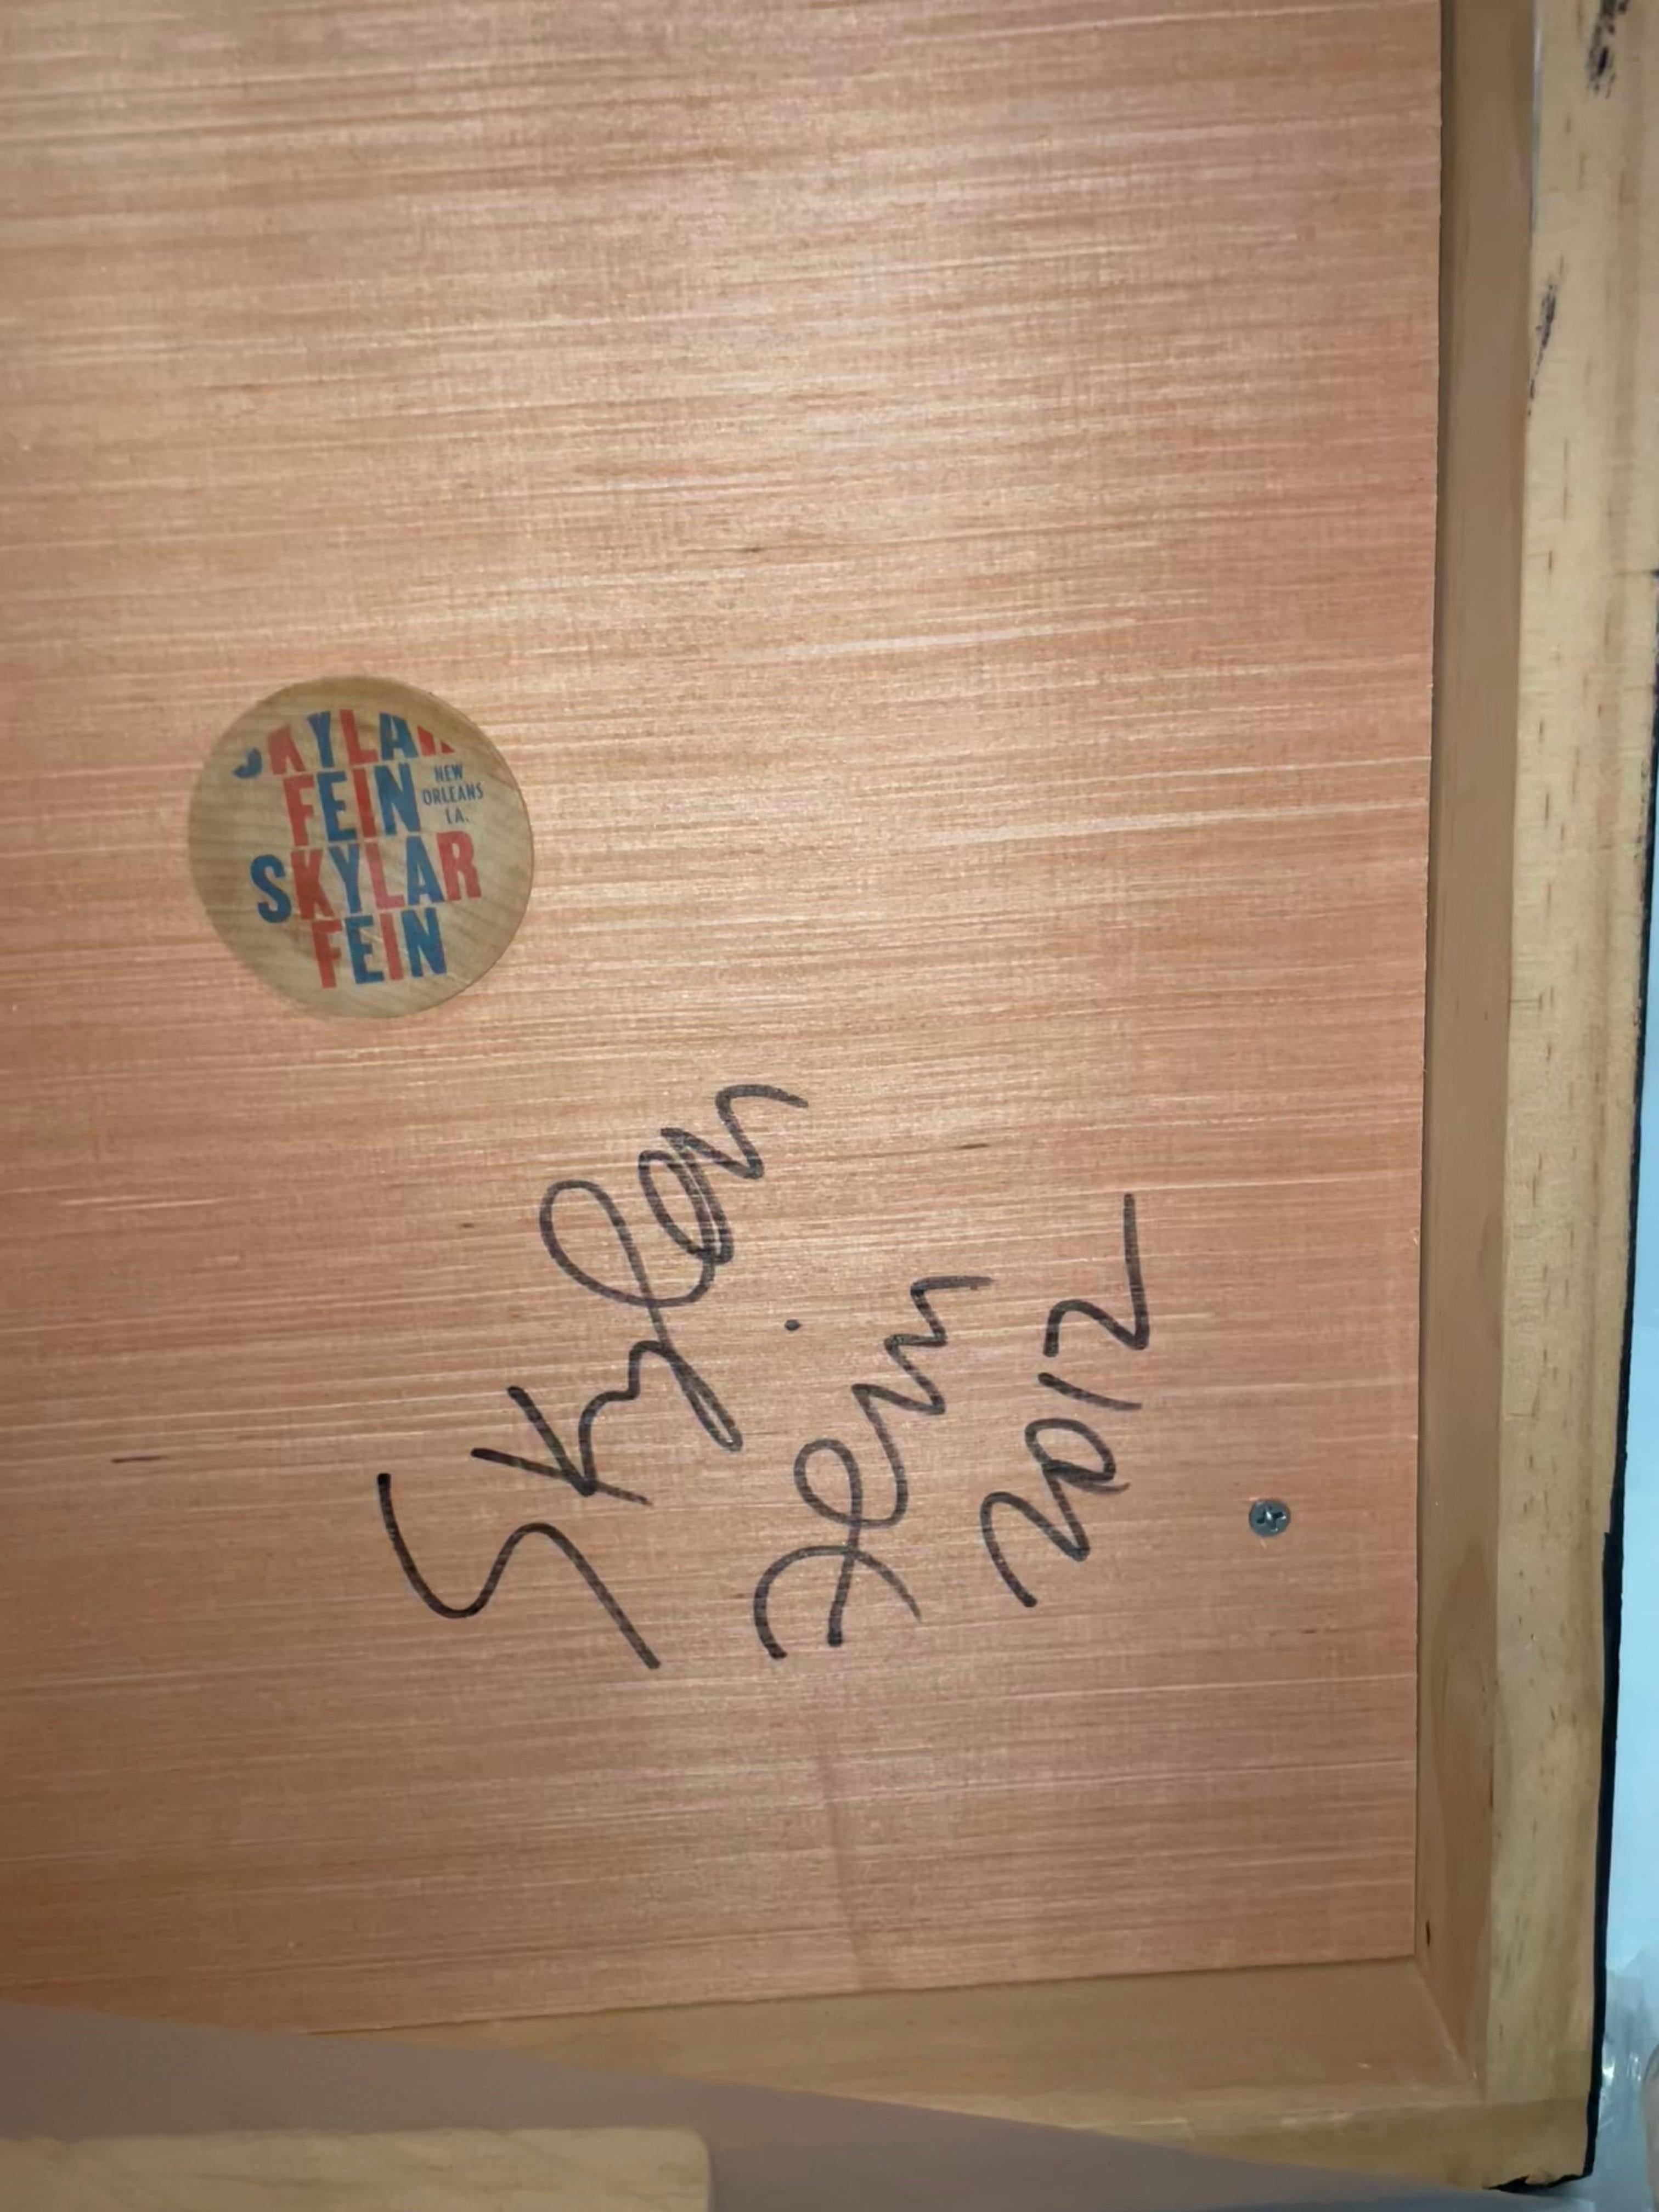 SKYLAR
FEIN
NEW
ORLEANS
LA.
SKYLAR
FEIN
Skylar
Fein
2012